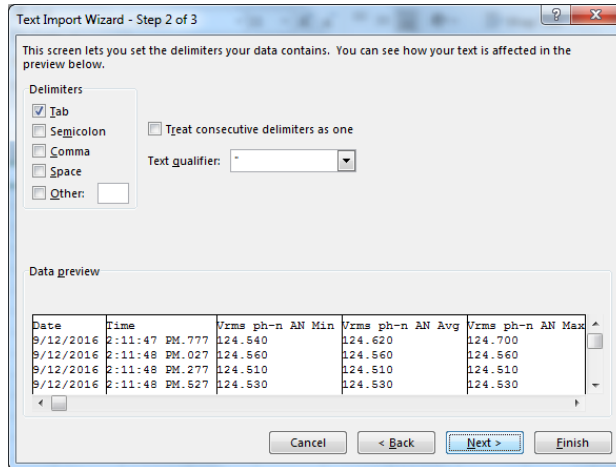 Text Import Wizard - Step 2 of 3
This screen lets you set the delimiters your data contains. You can see how your text is affected in the
preview below.
Delimiters
Tab
Semicolon
Comma
Space
Other:
Treat consecutive delimiters as one
Text qualifier: "
Data preview
Date Time Vrms ph-n AN Min Vrms ph-n AN Avg Vrms ph-n AN Max
9/12/2016 2:11:47 PM.777 124.540 124.620 124.700
9/12/2016 2:11:48 PM.027 124.560 124.560 124.560
9/12/2016 2:11:48 PM.277 124.510 124.510 124.510
9/12/2016 2:11:48 PM.527 124.530 124.530 124.530
Cancel < Back Next > Finish